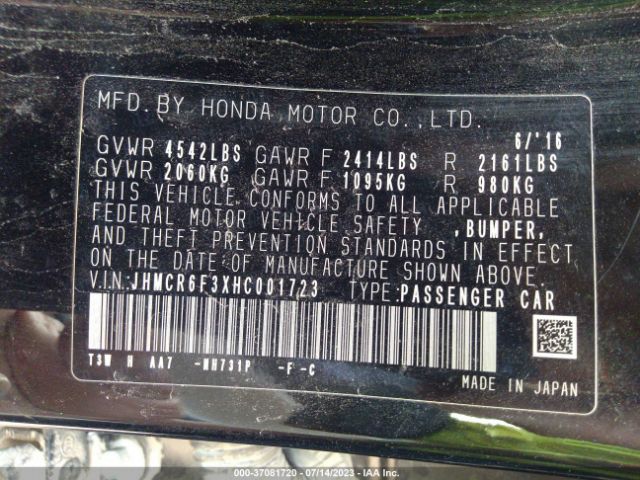 MFD.BY HONDA MOTOR CO.,LTD.
6/'16
GVWR 4542LBS GAWR F 2414LBS R 2161LBS
GVWR 2060KG GAWR F 1095KG R 980KG
THIS VEHICLE CONFORMS TO ALL APPLICABLE
FEDERAL MOTOR VEHICLE SAFETY ,BUMPER,
AND THEFT PREVENTION STANDARDS IN EFFECT
ON THE DATE OF MANUFACTURE SHOWN ABOVE.
V.I.N:JHMCR6F3XHC001723 TYPE:PASSENGER CAR
T3W H AA7 -NH731P -F-C
MADE IN JAPAN
000-37081720 - 07/14/2023 - IAA Inc.